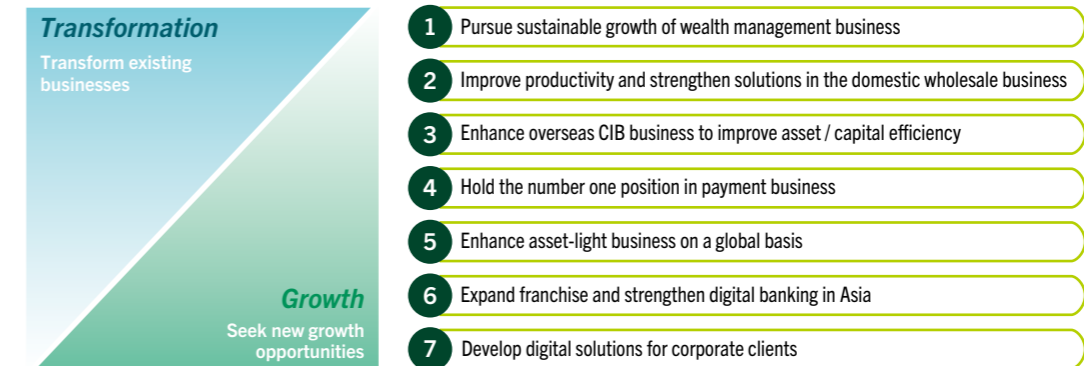 Transformation
Transform existing
businesses
Growth
Seek new growth
opportunities
1 Pursue sustainable growth of wealth management business
2 Improve productivity and strengthen solutions in the domestic wholesale business
3 Enhance overseas CIB business to improve asset / capital efficiency
4 Hold the number one position in payment business
5 Enhance asset-light business on a global basis
6 Expand franchise and strengthen digital banking in Asia
7 Develop digital solutions for corporate clients